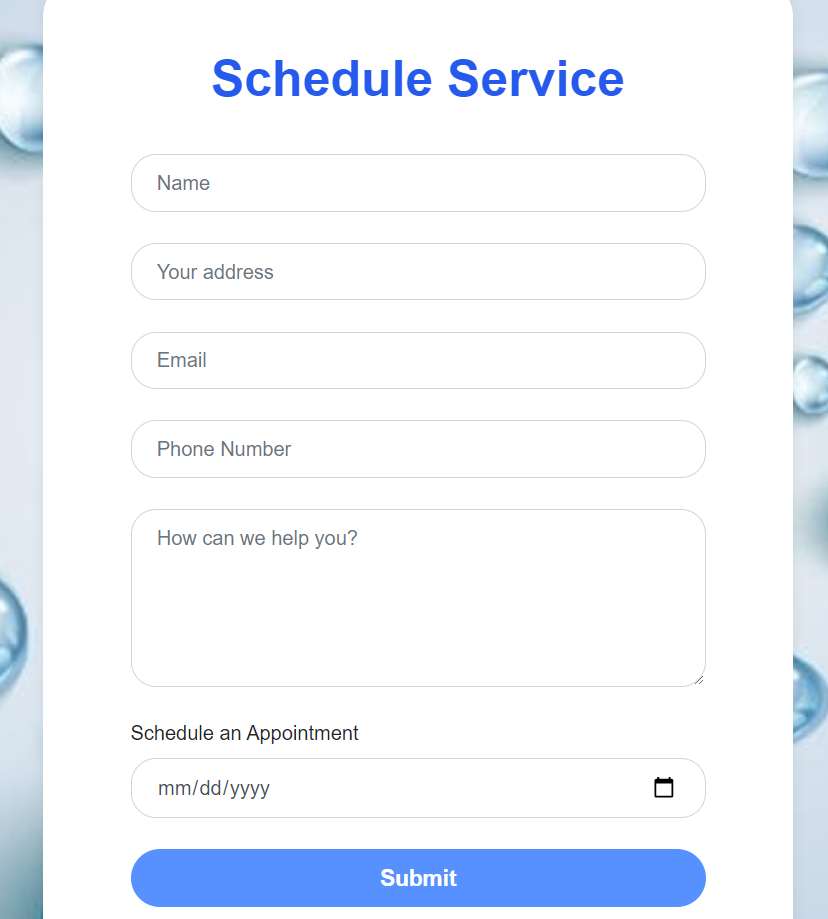 Schedule Service
Name
Your address
Email
Phone Number
How can we help you?
Schedule an Appointment
mm/dd/yyyy
Submit